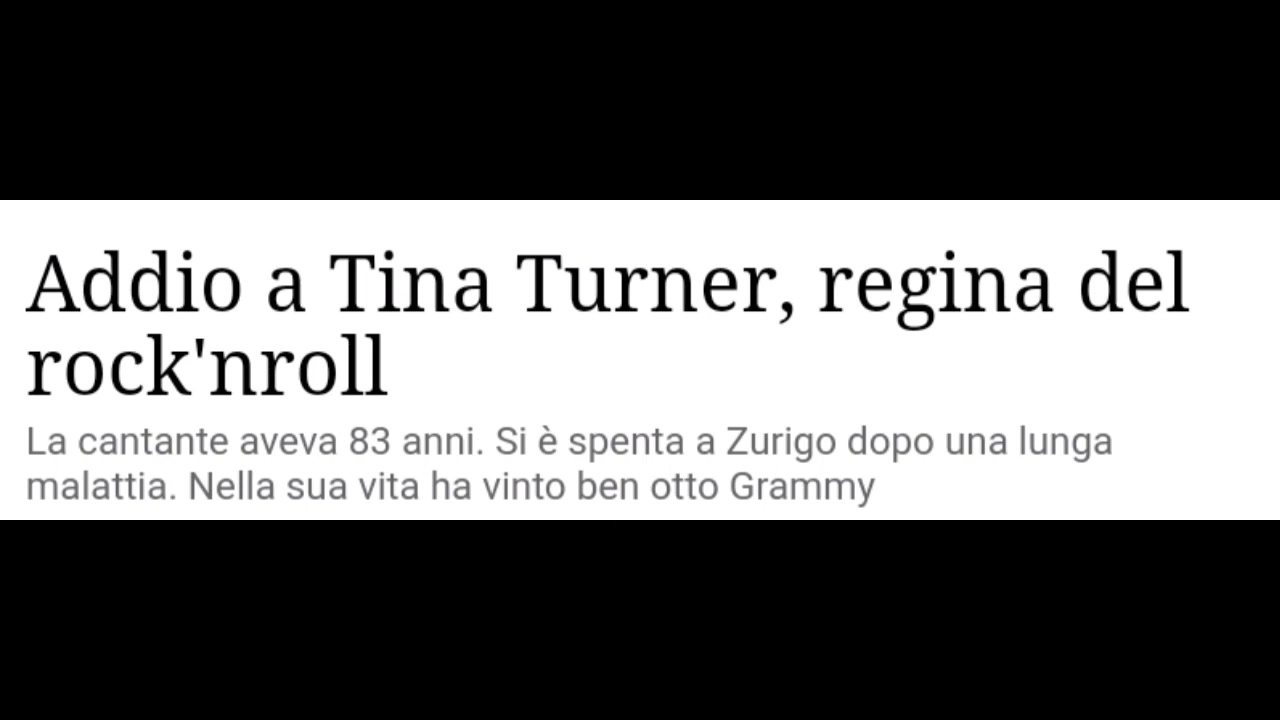 Addio a Tina Turner, regina del
rock'nroll
La cantante aveva 83 anni. Si è spenta a Zurigo dopo una lunga
malattia. Nella sua vita ha vinto ben otto Grammy